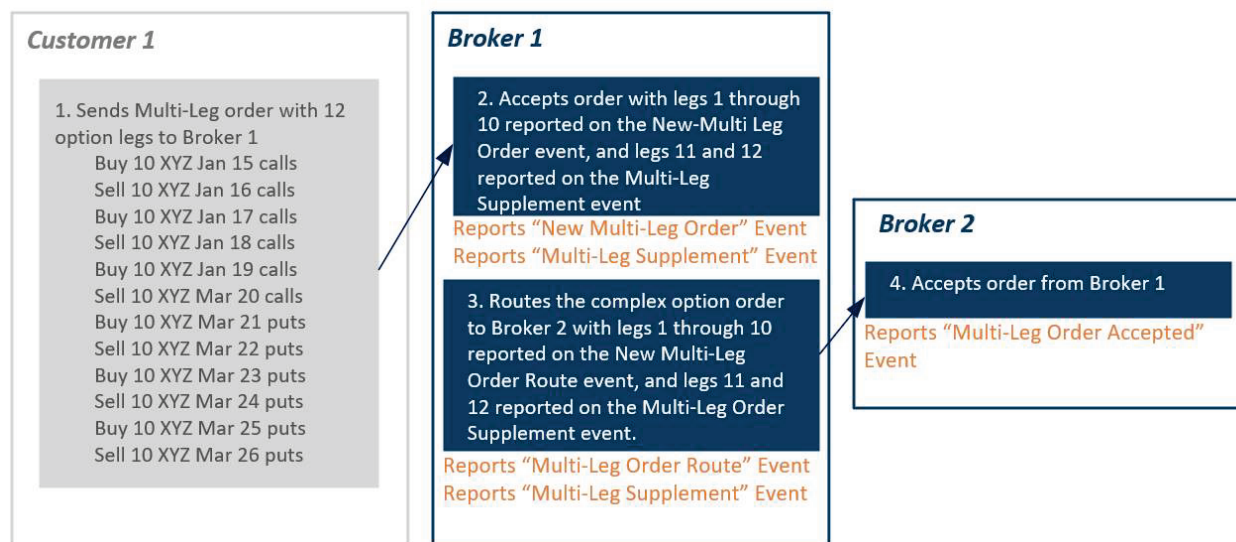 Customer 1
1. Sends Multi-Leg order with 12
option legs to Broker 1
Buy 10 XYZ Jan 15 calls
Sell 10 XYZ Jan 16 calls
Buy 10 XYZ Jan 17 calls
Sell 10 XYZ Jan 18 calls
Buy 10 XYZ Jan 19 calls
Sell 10 XYZ Mar 20 calls
Buy 10 XYZ Mar 21 puts
Sell 10 XYZ Mar 22 puts
Buy 10 XYZ Mar 23 puts
Sell 10 XYZ Mar 24 puts
Buy 10 XYZ Mar 25 puts
Sell 10 XYZ Mar 26 puts
Broker 1
2. Accepts order with legs 1 through
10 reported on the New-Multi Leg
Order event, and legs 11 and 12
reported on the Multi-Leg
Supplement event
Reports “New Multi-Leg Order” Event
Reports “Multi-Leg Supplement” Event
3. Routes the complex option order
to Broker 2 with legs 1 through 10
reported on the New Multi-Leg
Order Route event, and legs 11 and
12 reported on the Multi-Leg Order
Supplement event.
Reports “Multi-Leg Order Route” Event
Reports “Multi-Leg Supplement” Event
Broker 2
4. Accepts order from Broker 1
Reports “Multi-Leg Order Accepted”
Event